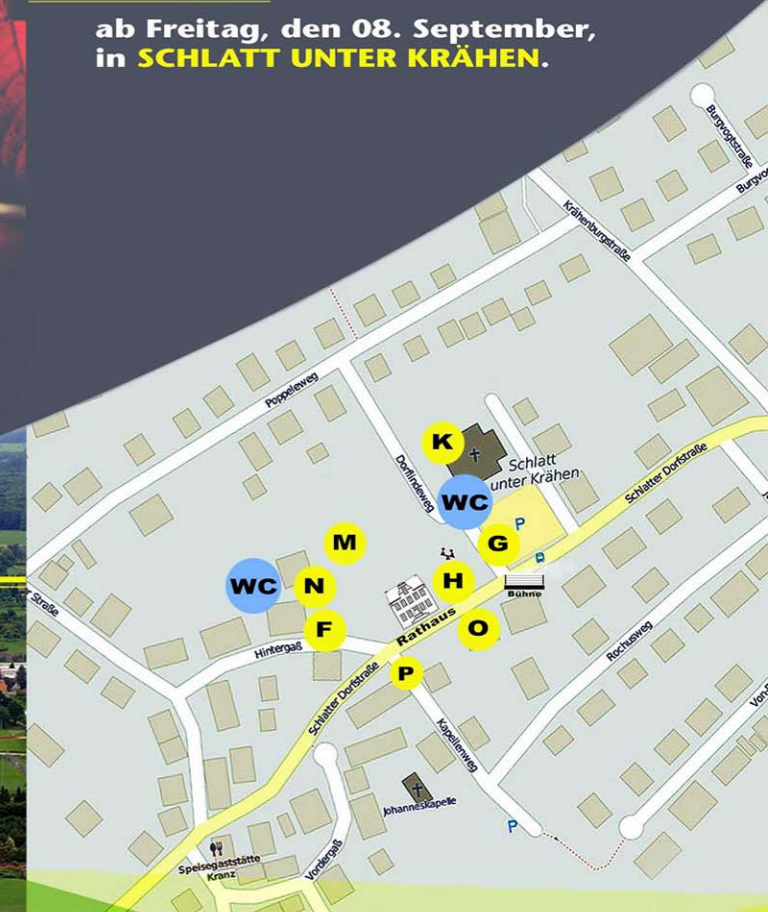 ab Freitag, den 08. September,
in SCHLATT UNTER KRÄHEN.
Burgvogtstraße
Krähenburgstraße
Poppeleweg
K
Dorflindeweg
Schlatt
unter Krähen
Schlatter Dorfstraße
WC
P
M
G
WC
N
H
Bühne
Straße
F
Rathaus
O
Hintergaß
Rochusweg
P
Schlatter Dorfstraße
Kapellenweg
Johanneskapelle
P
Speisegaststätte
Kranz
Vordergaß